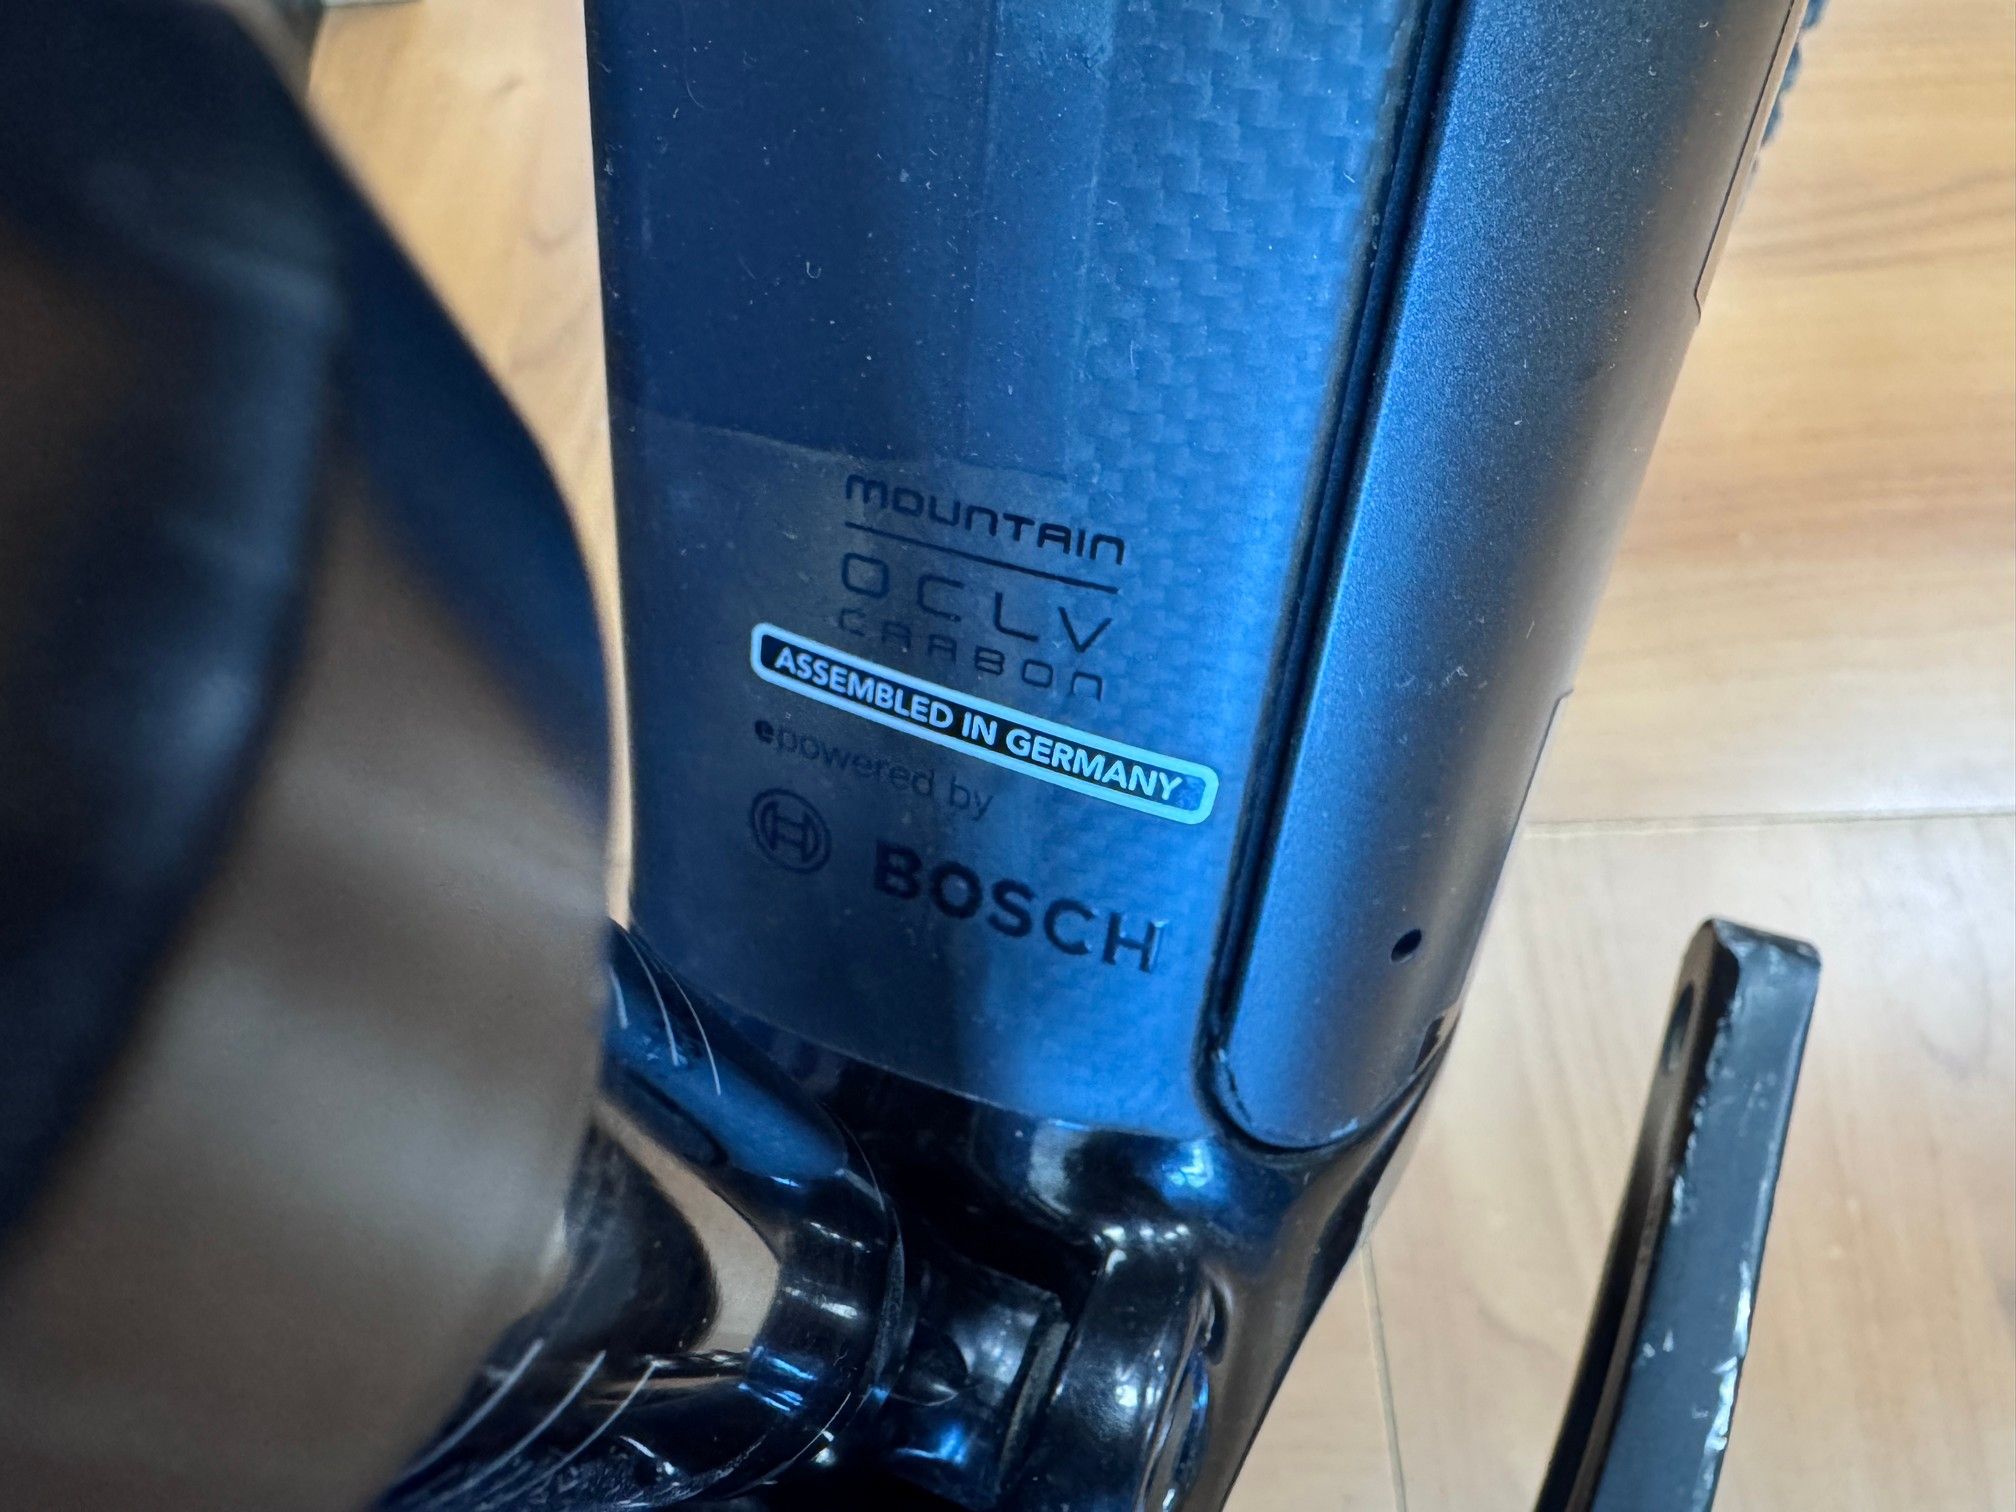 MOUNTAIN
OCLV
CARBON
ASSEMBLED IN GERMANY
epowered by
BOSCH